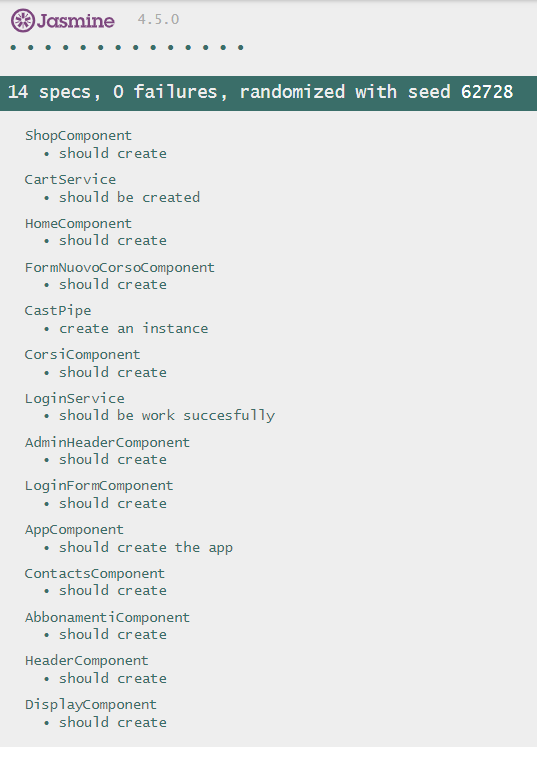 Jasmine 4.5.0
• • • • • • • • • • • • • •
14 specs, 0 failures, randomized with seed 62728
ShopComponent
• should create
CartService
• should be created
HomeComponent
• should create
FormNuovoCorsoComponent
• should create
CastPipe
• create an instance
CorsiComponent
• should create
LoginService
• should be work succesfully
AdminHeaderComponent
• should create
LoginFormComponent
• should create
AppComponent
• should create the app
ContactsComponent
• should create
AbbonamentiComponent
• should create
HeaderComponent
• should create
DisplayComponent
• should create